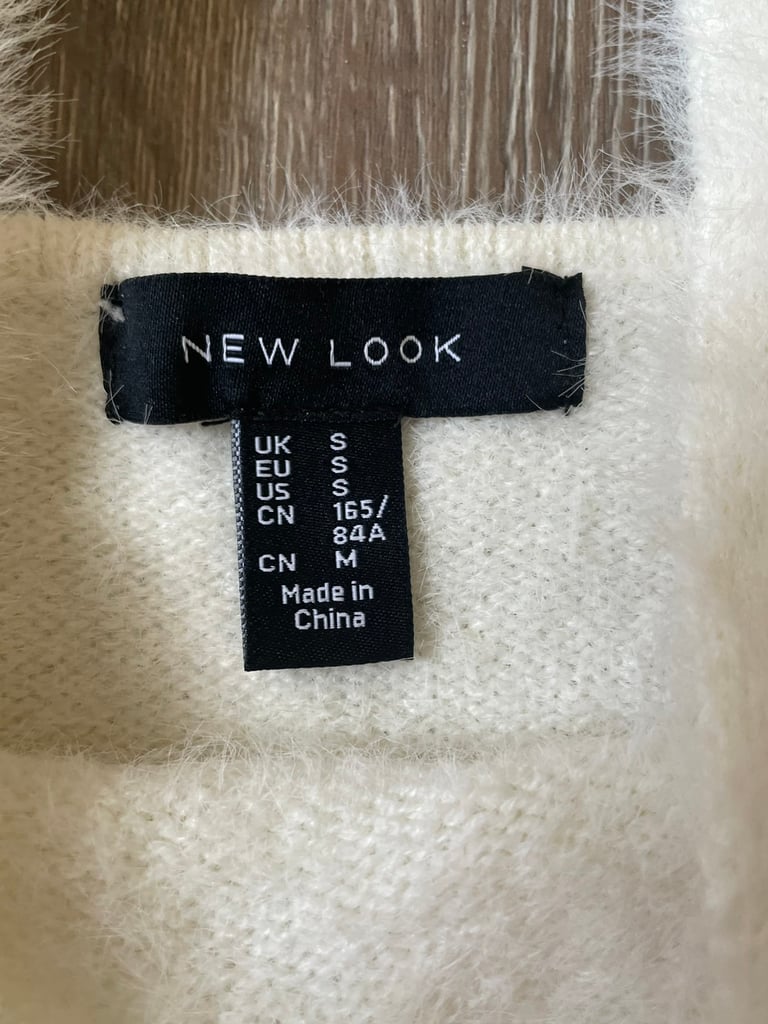 NEW LOOK
UK S
EU S
US S
CN 165/
84A
CN M
Made in
China